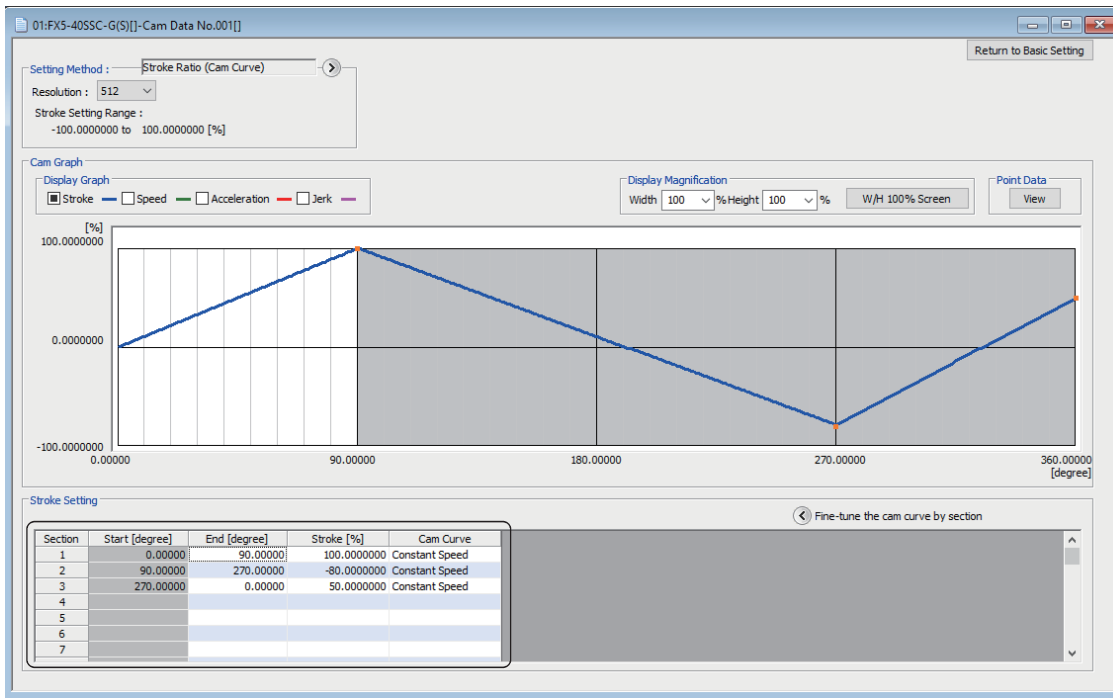 01:FX5-40SSC-G(S)[]-Cam Data No.001[]
Return to Basic Setting
Setting Method : Stroke Ratio (Cam Curve)
Resolution : 512
Stroke Setting Range :
-100.0000000 to 100.0000000 [%]
Cam Graph
Display Graph
Stroke Speed Acceleration Jerk
Display Magnification
Width 100 % Height 100 % W/H 100% Screen
Point Data
View
[%]
100.0000000
0.0000000
-100.0000000
0.00000 90.00000 180.00000 270.00000 360.00000
[degree]
Stroke Setting
Fine-tune the cam curve by section
Section Start [degree] End [degree] Stroke [%] Cam Curve
1 0.00000 90.00000 100.0000000 Constant Speed
2 90.00000 270.00000 -80.0000000 Constant Speed
3 270.00000 0.00000 50.0000000 Constant Speed
4
5
6
7